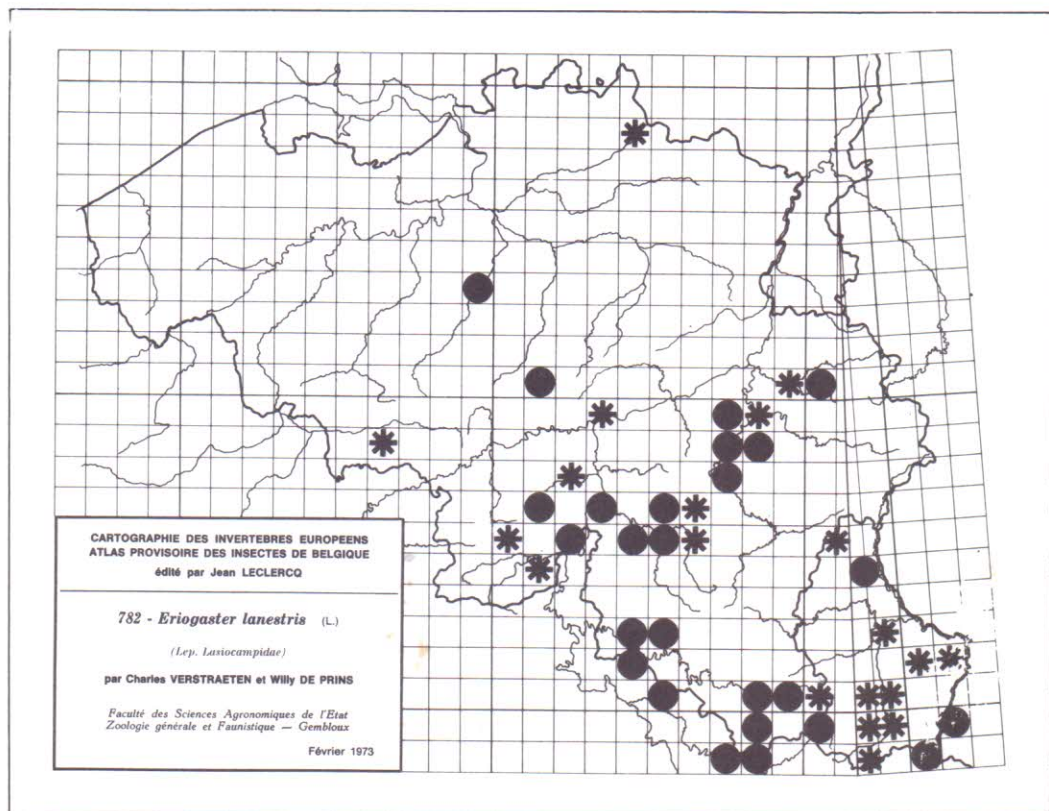 CARTOGRAPHIE DES INVERTEBRES EUROPEENS
ATLAS PROVISOIRE DES INSECTES DE BELGIQUE
édité par Jean LECLERCQ
782 - Eriogaster lanestris (L.)
(Lep. Lasiocampidae)
par Charles VERSTRAETEN et Willy DE PRINS
Faculté des Sciences Agronomiques de l'Etat
Zoologie générale et Faunistique — Gembloux
Février 1973